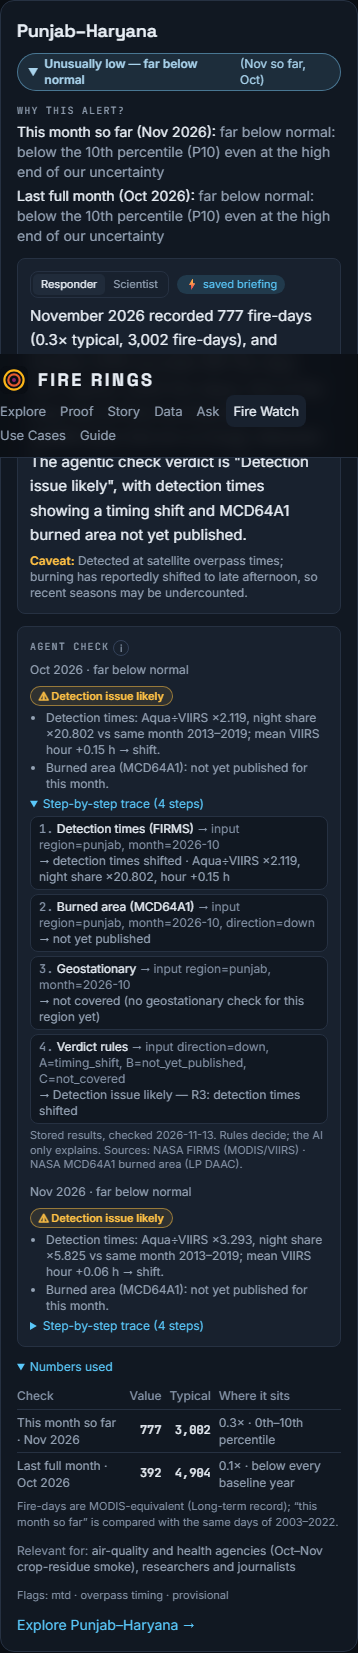 Punjab–Haryana
▼ Unusually low — far below normal (Nov so far, Oct)
WHY THIS ALERT?
This month so far (Nov 2026): far below normal:
below the 10th percentile (P10) even at the high
end of our uncertainty
Last full month (Oct 2026): far below normal:
below the 10th percentile (P10) even at the high
end of our uncertainty
Responder Scientist ⚡ saved briefing
November 2026 recorded 777 fire-days
(0.3× typical, 3,002 fire-days), and
FIRE RINGS
Explore Proof Story Data Ask Fire Watch
Use Cases Guide
The agentic check verdict is "Detection
issue likely", with detection times
showing a timing shift and MCD64A1
burned area not yet published.
Caveat: Detected at satellite overpass times;
burning has reportedly shifted to late afternoon, so
recent seasons may be undercounted.
AGENT CHECK i
Oct 2026 · far below normal
⚠ Detection issue likely
• Detection times: Aqua÷VIIRS ×2.119, night share
×20.802 vs same month 2013–2019; mean VIIRS
hour +0.15 h → shift.
• Burned area (MCD64A1): not yet published for
this month.
▼ Step-by-step trace (4 steps)
1. Detection times (FIRMS) → input
region=punjab, month=2026-10
→ detection times shifted · Aqua÷VIIRS ×2.119,
night share ×20.802, hour +0.15 h
2. Burned area (MCD64A1) → input
region=punjab, month=2026-10, direction=down
→ not yet published
3. Geostationary → input region=punjab,
month=2026-10
→ not covered (no geostationary check for this
region yet)
4. Verdict rules → input direction=down,
A=timing_shift, B=not_yet_published,
C=not_covered
→ Detection issue likely — R3: detection times
shifted
Stored results, checked 2026-11-13. Rules decide; the AI
only explains. Sources: NASA FIRMS (MODIS/VIIRS) ·
NASA MCD64A1 burned area (LP DAAC).
Nov 2026 · far below normal
⚠ Detection issue likely
• Detection times: Aqua÷VIIRS ×3.293, night share
×5.825 vs same month 2013–2019; mean VIIRS
hour +0.06 h → shift.
• Burned area (MCD64A1): not yet published for
this month.
▶ Step-by-step trace (4 steps)
▼ Numbers used
Check Value Typical Where it sits
This month so far · Nov 2026 777 3,002 0.3× · 0th–10th percentile
Last full month · Oct 2026 392 4,904 0.1× · below every baseline year
Fire-days are MODIS-equivalent (Long-term record); “this
month so far” is compared with the same days of 2003–2022.
Relevant for: air-quality and health agencies (Oct–Nov
crop-residue smoke), researchers and journalists
Flags: mtd · overpass timing · provisional
Explore Punjab–Haryana →